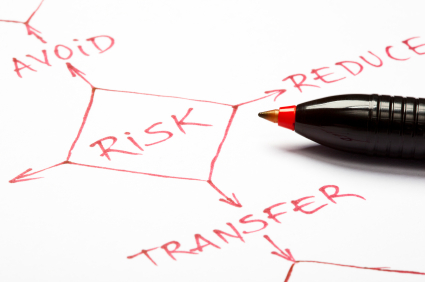 AVOID
REDUCE
RISK
TRANSFER